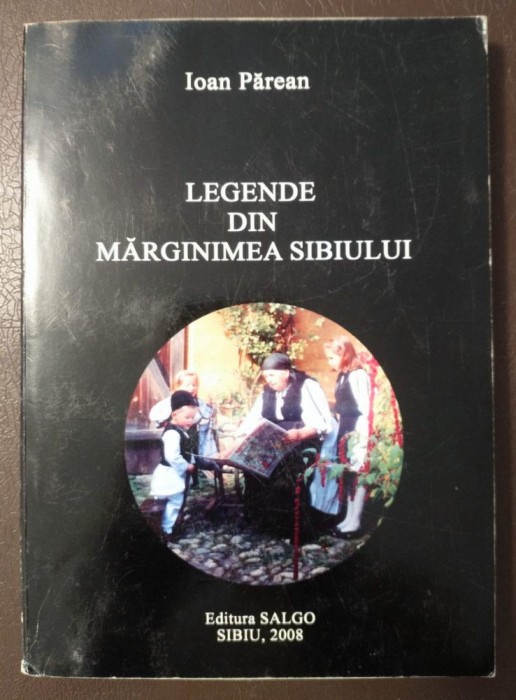 Ioan Părean
LEGENDE
DIN
MĂRGINIMEA SIBIULUI
Editura SALGO
SIBIU, 2008